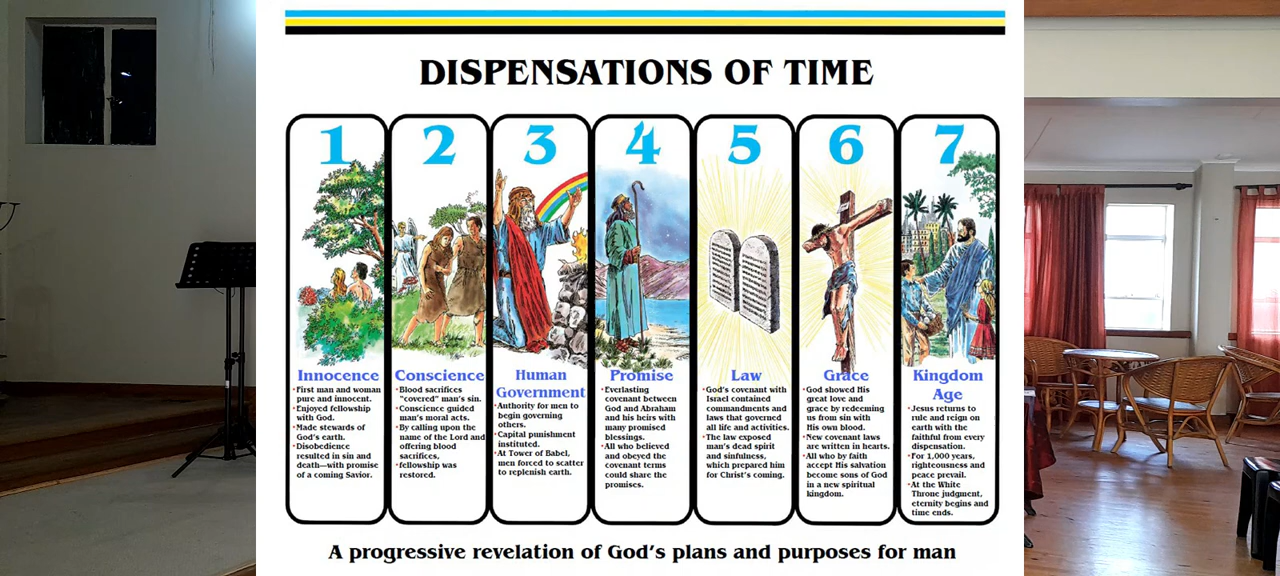 DISPENSATIONS OF TIME
1
Innocence
•First man and woman
pure and innocent.
•Enjoyed fellowship
with God.
•Made stewards of
God's earth.
•Disobedience
resulted in sin and
death—with promise
of a coming Savior.
2
Conscience
•Blood sacrifices
"covered" man's sin.
•Conscience guided
man's moral acts.
•By calling upon the
name of the Lord and
offering blood
sacrifices,
•fellowship was
restored.
3
Human
Government
•Authority for men to
begin governing
others.
•Capital punishment
instituted.
•At Tower of Babel,
men forced to scatter
to replenish earth.
4
Promise
•Everlasting
covenant between
God and Abraham
and his heirs with
many promised
blessings.
•All who believed
and obeyed the
covenant terms
could share the
promises.
5
Law
•God's covenant with
Israel contained
commandments and
laws that governed
all life and activities.
•The law exposed
man's dead spirit
and sinfulness,
which prepared him
for Christ's coming.
6
Grace
•God showed His
great love and
grace by redeeming
us from sin with
His own blood.
•New covenant laws
are written in hearts.
•All who by faith
accept His salvation
become sons of God
in a new spiritual
kingdom.
7
Kingdom
Age
•Jesus returns to
rule and reign on
earth with the
faithful from every
dispensation.
•For 1,000 years,
righteousness and
peace prevail.
•At the White
Throne judgment,
eternity begins and
time ends.
A progressive revelation of God's plans and purposes for man